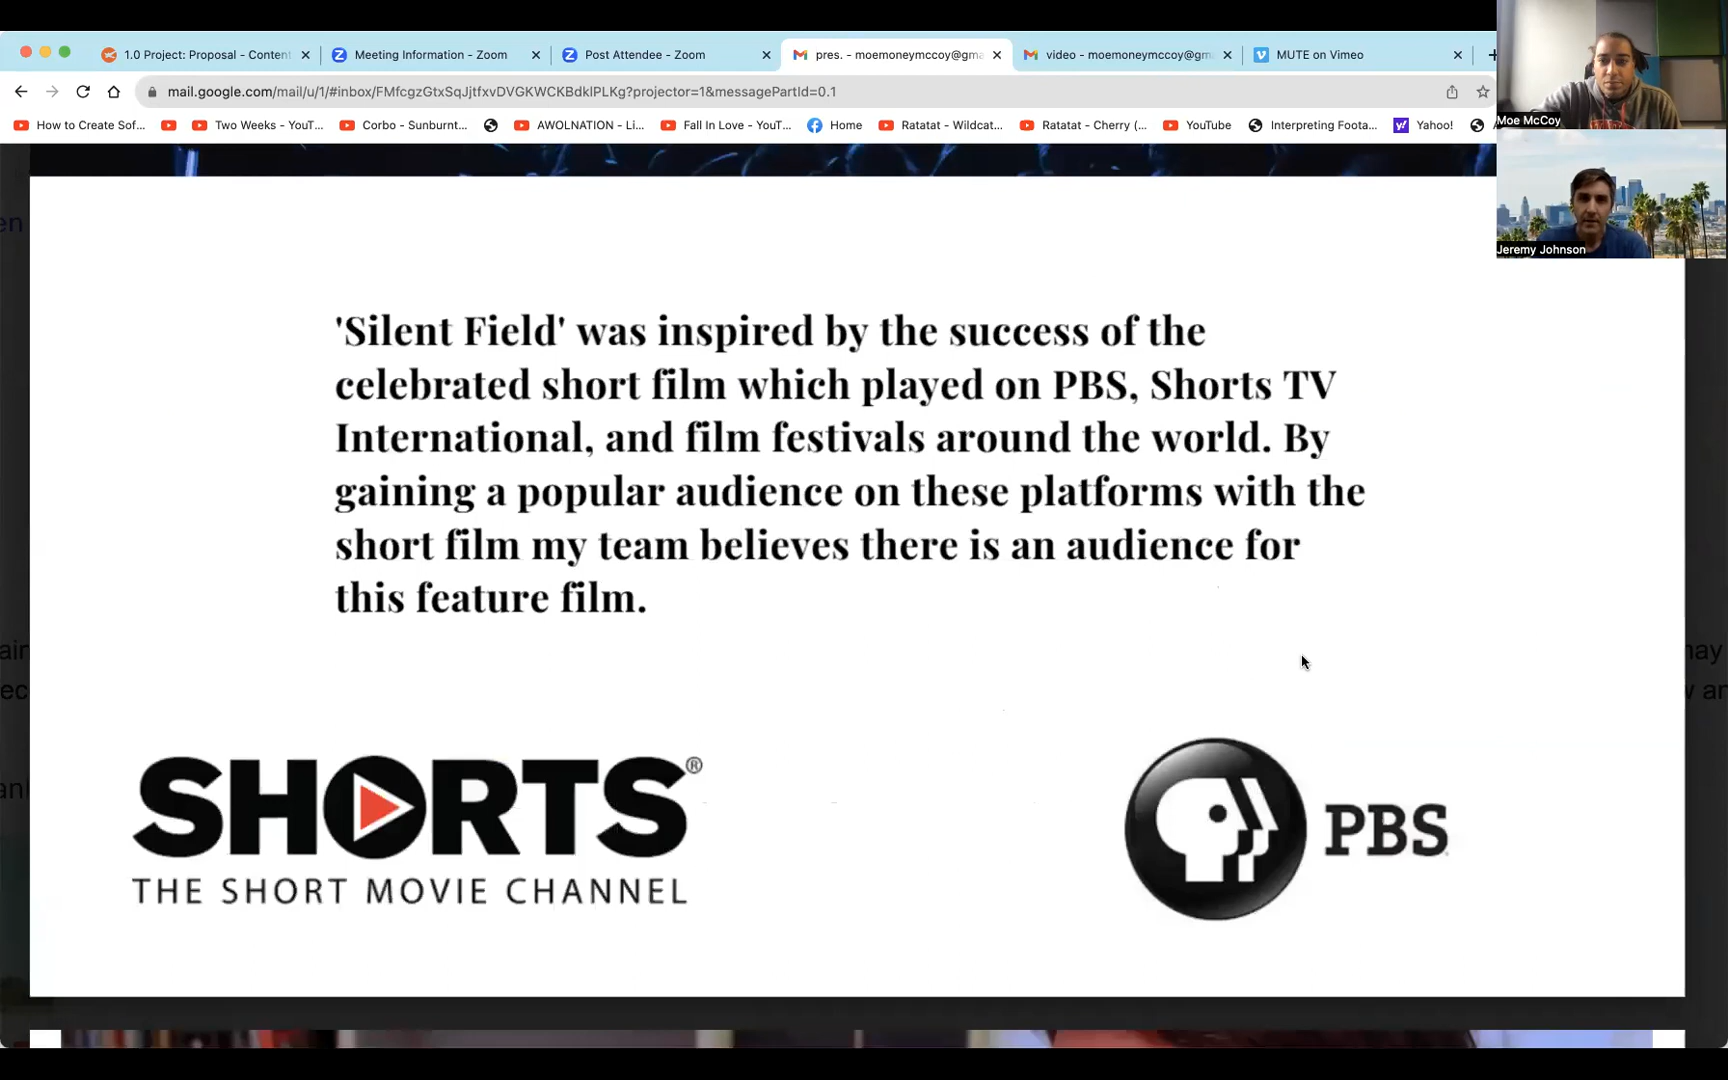 1.0 Project: Proposal - Content
Meeting Information - Zoom
Post Attendee - Zoom
pres. - moemoneymccoy@gma
video - moemoneymccoy@gma
MUTE on Vimeo
mail.google.com/mail/u/1/#inbox/FMfcgzGtxSqJjtfxvDVGKWCKBdklPLKg?projector=1&messagePartId=0.1
How to Create Sof...
Two Weeks - YouT...
Corbo - Sunburnt...
AWOLNATION - Li...
Fall In Love - YouT...
Home
Ratatat - Wildcat...
Ratatat - Cherry (...
YouTube
Interpreting Foota...
Yahoo!
Moe McCoy
Jeremy Johnson
'Silent Field' was inspired by the success of the
celebrated short film which played on PBS, Shorts TV
International, and film festivals around the world. By
gaining a popular audience on these platforms with the
short film my team believes there is an audience for
this feature film.
SHORTS®
THE SHORT MOVIE CHANNEL
PBS